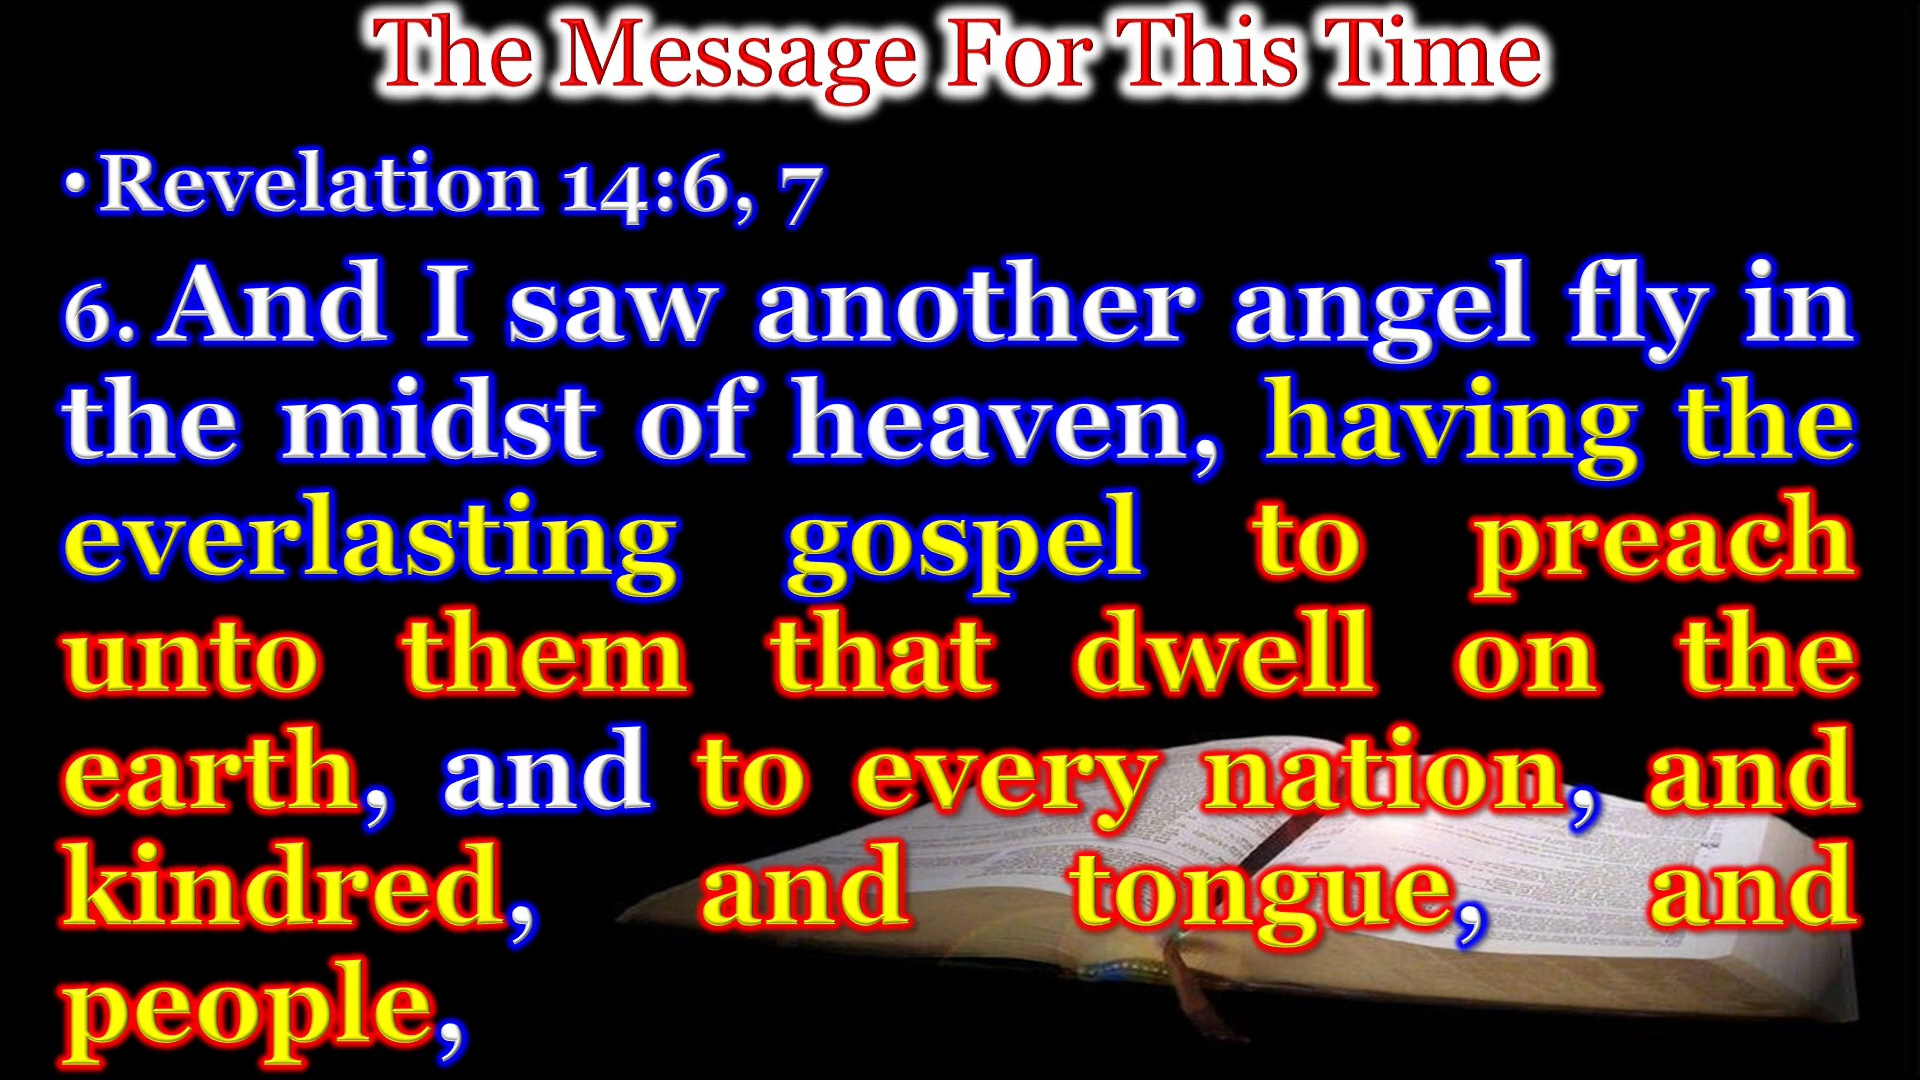 The Message For This Time
•Revelation 14:6, 7
6. And I saw another angel fly in
the midst of heaven, having the
everlasting gospel to preach
unto them that dwell on the
earth, and to every nation, and
kindred, and tongue, and
people,